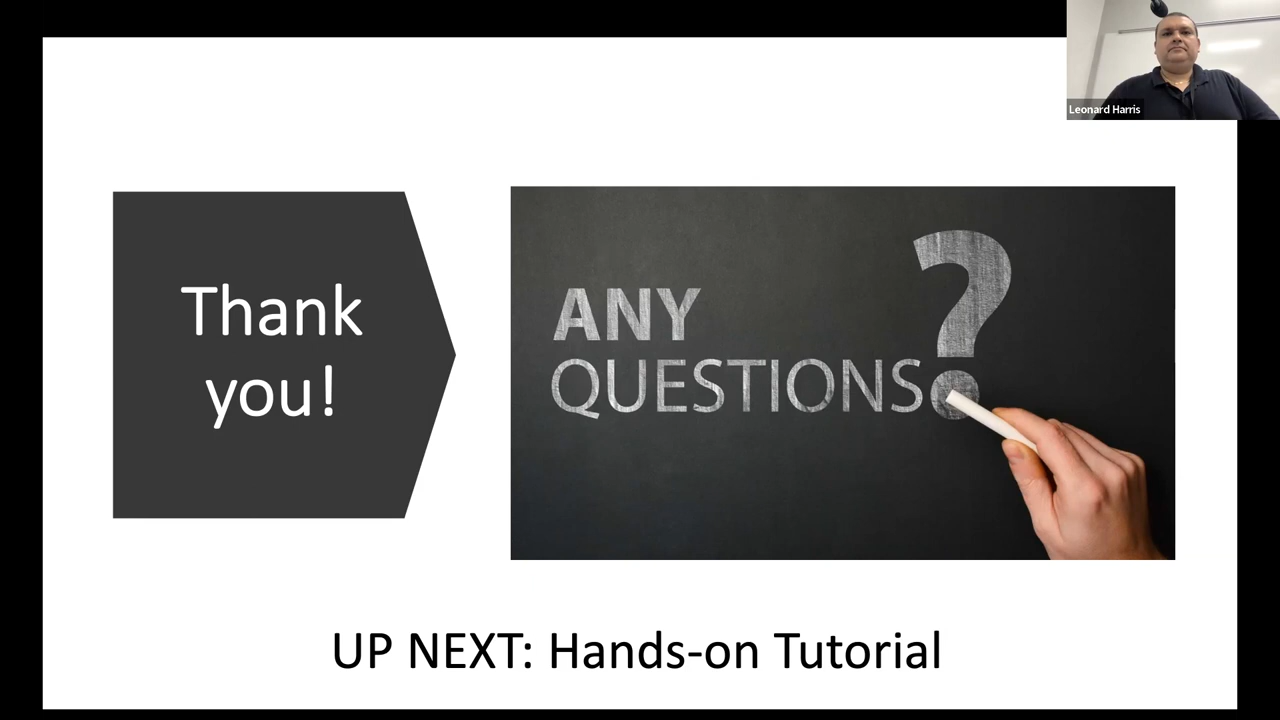 Leonard Harris
Thank
you!
ANY
QUESTIONS?
UP NEXT: Hands-on Tutorial